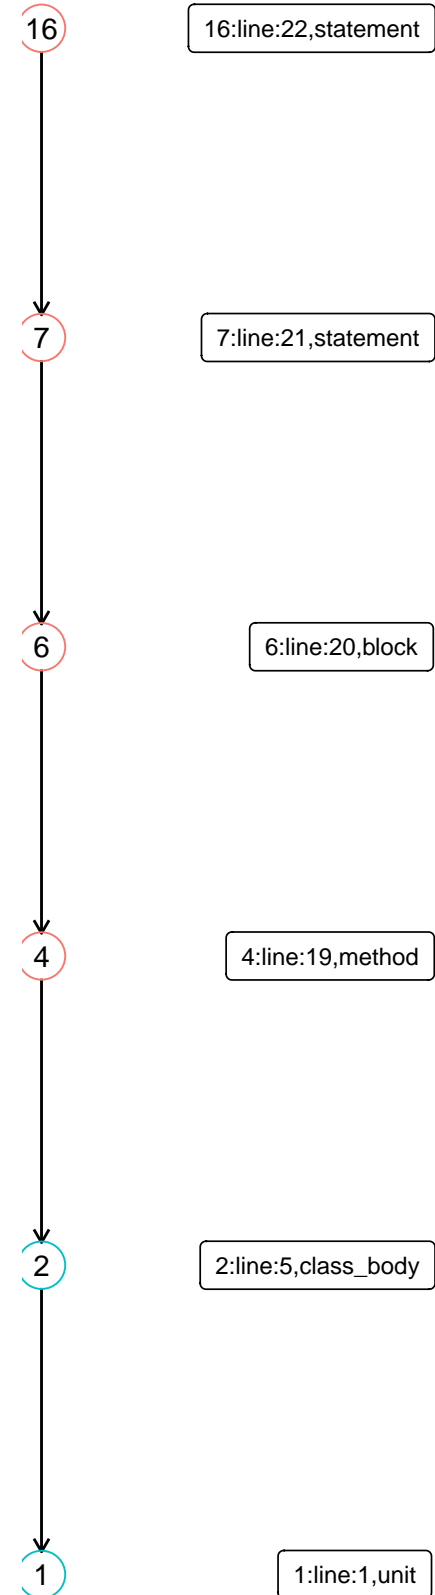 16 16:line:22,statement
7 7:line:21,statement
6 6:line:20,block
4 4:line:19,method
2 2:line:5,class_body
1 1:line:1,unit